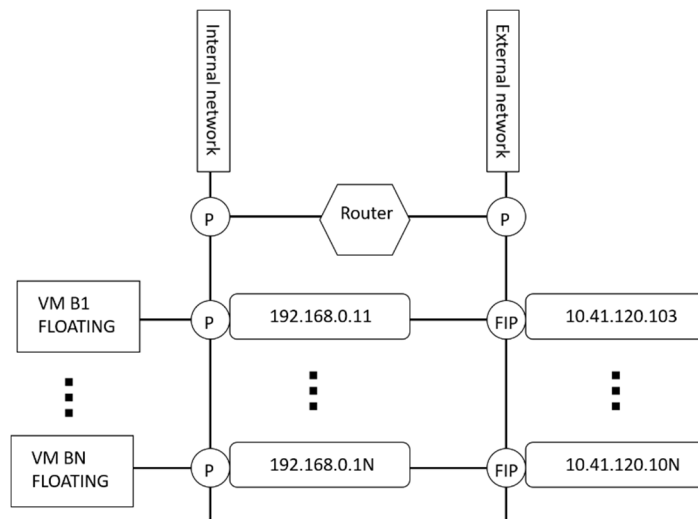 Internal network
External network
P
Router
P
VM B1
FLOATING
P
192.168.0.11
FIP
10.41.120.103
VM BN
FLOATING
P
192.168.0.1N
FIP
10.41.120.10N